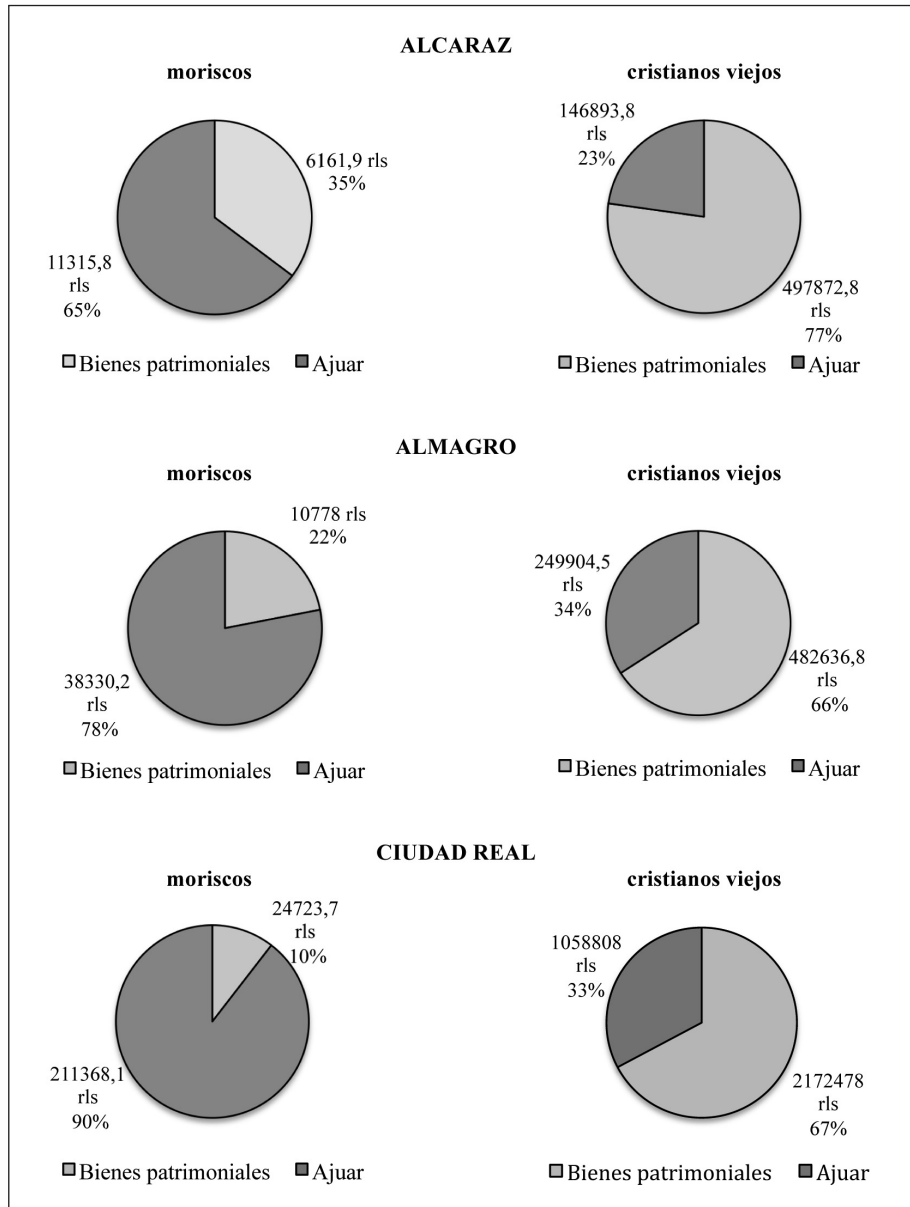 ALCARAZ
moriscos
6161,9 rls
35%
11315,8
rls
65%
Bienes patrimoniales Ajuar
cristianos viejos
146893,8
rls
23%
497872,8
rls
77%
Bienes patrimoniales Ajuar
ALMAGRO
moriscos
10778 rls
22%
38330,2
rls
78%
Bienes patrimoniales Ajuar
cristianos viejos
249904,5
rls
34%
482636,8
rls
66%
Bienes patrimoniales Ajuar
CIUDAD REAL
moriscos
24723,7
rls
10%
211368,1
rls
90%
Bienes patrimoniales Ajuar
cristianos viejos
1058808
rls
33%
2172478
rls
67%
Bienes patrimoniales Ajuar